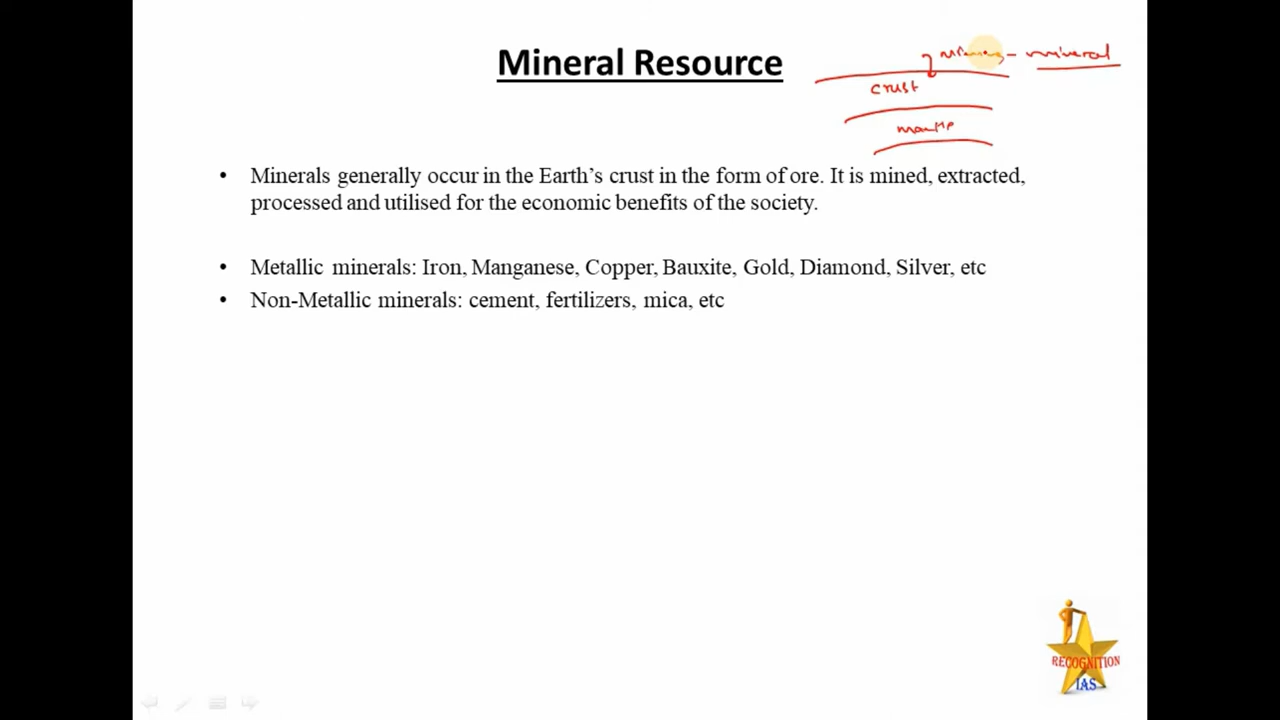 Mineral Resource
mining - mineral
crust
mantle
• Minerals generally occur in the Earth’s crust in the form of ore. It is mined, extracted,
processed and utilised for the economic benefits of the society.
• Metallic minerals: Iron, Manganese, Copper, Bauxite, Gold, Diamond, Silver, etc
• Non-Metallic minerals: cement, fertilizers, mica, etc
RECOGNITION
IAS